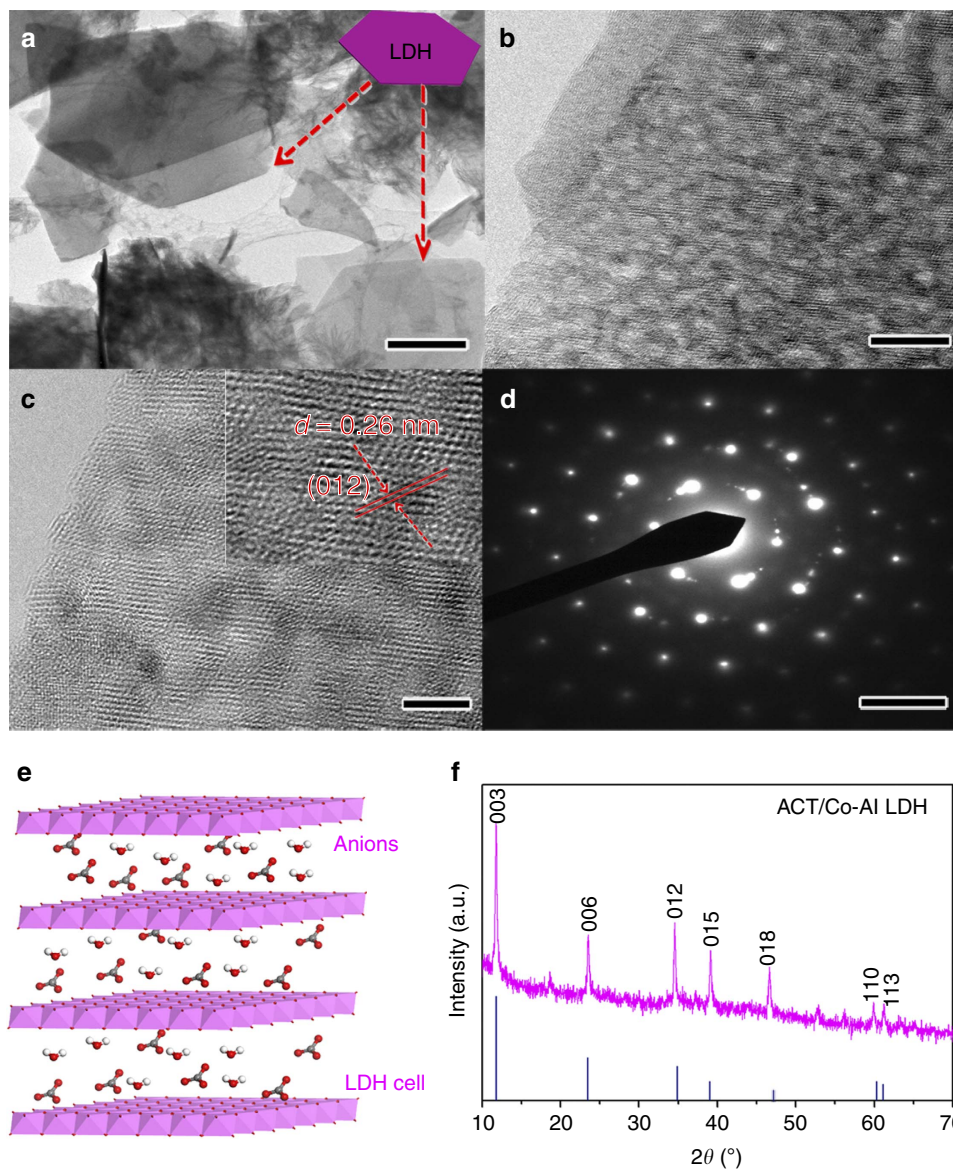 a
LDH
b
c
d = 0.26 nm
(012)
d
e
Anions
LDH cell
f
ACT/Co-Al LDH
003
006
012
015
018
110
113
Intensity (a.u.)
10 20 30 40 50 60 70
2θ (°)